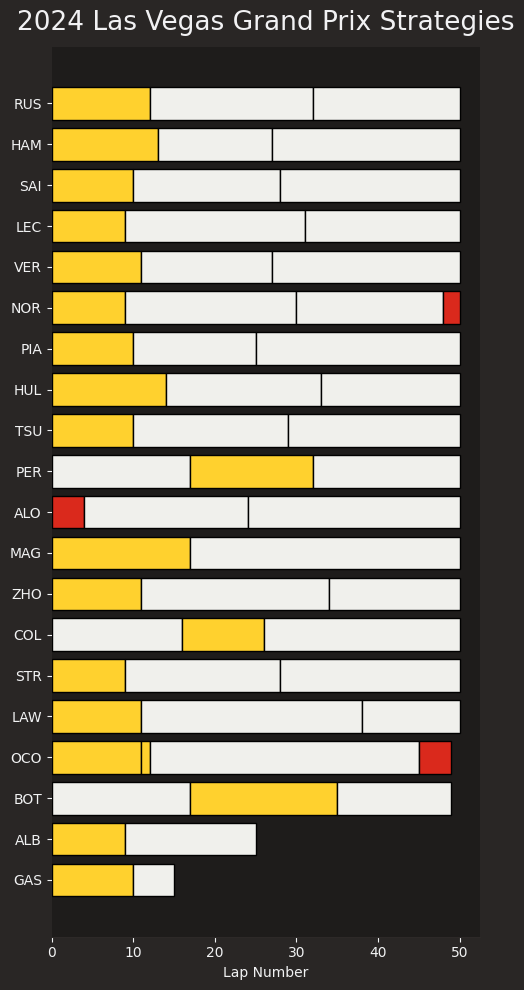 2024 Las Vegas Grand Prix Strategies
RUS
HAM
SAI
LEC
VER
NOR
PIA
HUL
TSU
PER
ALO
MAG
ZHO
COL
STR
LAW
OCO
BOT
ALB
GAS
0 10 20 30 40 50
Lap Number